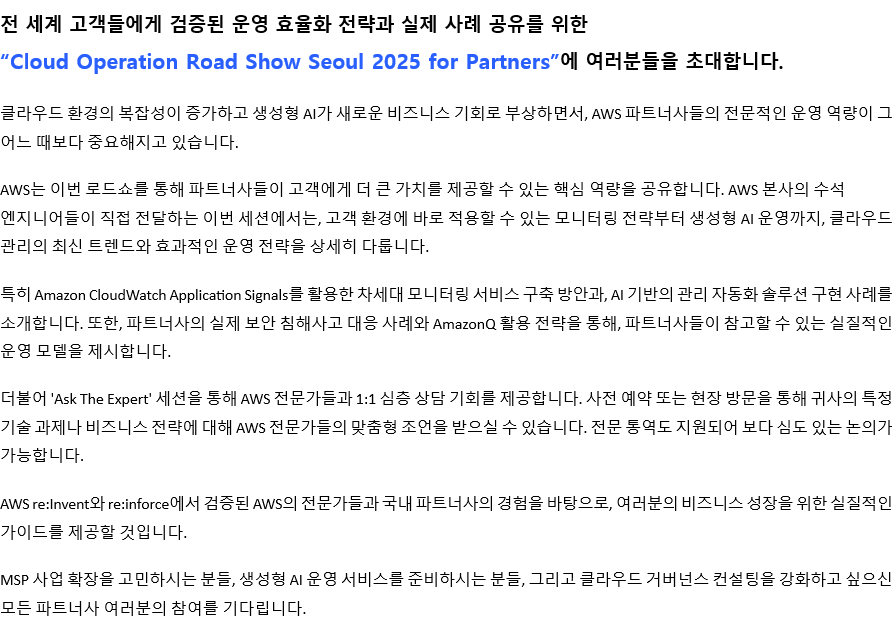 전 세계 고객들에게 검증된 운영 효율화 전략과 실제 사례 공유를 위한
“Cloud Operation Road Show Seoul 2025 for Partners”에 여러분들을 초대합니다.
클라우드 환경의 복잡성이 증가하고 생성형 AI가 새로운 비즈니스 기회로 부상하면서, AWS 파트너사들의 전문적인 운영 역량이 그
어느 때보다 중요해지고 있습니다.
AWS는 이번 로드쇼를 통해 파트너사들이 고객에게 더 큰 가치를 제공할 수 있는 핵심 역량을 공유합니다. AWS 본사의 수석
엔지니어들이 직접 전달하는 이번 세션에서는, 고객 환경에 바로 적용할 수 있는 모니터링 전략부터 생성형 AI 운영까지, 클라우드
관리의 최신 트렌드와 효과적인 운영 전략을 상세히 다룹니다.
특히 Amazon CloudWatch Application Signals를 활용한 차세대 모니터링 서비스 구축 방안과, AI 기반의 관리 자동화 솔루션 구현 사례를
소개합니다. 또한, 파트너사의 실제 보안 침해사고 대응 사례와 AmazonQ 활용 전략을 통해, 파트너사들이 참고할 수 있는 실질적인
운영 모델을 제시합니다.
더불어 'Ask The Expert' 세션을 통해 AWS 전문가들과 1:1 심층 상담 기회를 제공합니다. 사전 예약 또는 현장 방문을 통해 귀사의 특정
기술 과제나 비즈니스 전략에 대해 AWS 전문가들의 맞춤형 조언을 받으실 수 있습니다. 전문 통역도 지원되어 보다 심도 있는 논의가
가능합니다.
AWS re:Invent와 re:inforce에서 검증된 AWS의 전문가들과 국내 파트너사의 경험을 바탕으로, 여러분의 비즈니스 성장을 위한 실질적인
가이드를 제공할 것입니다.
MSP 사업 확장을 고민하시는 분들, 생성형 AI 운영 서비스를 준비하시는 분들, 그리고 클라우드 거버넌스 컨설팅을 강화하고 싶으신
모든 파트너사 여러분의 참여를 기다립니다.